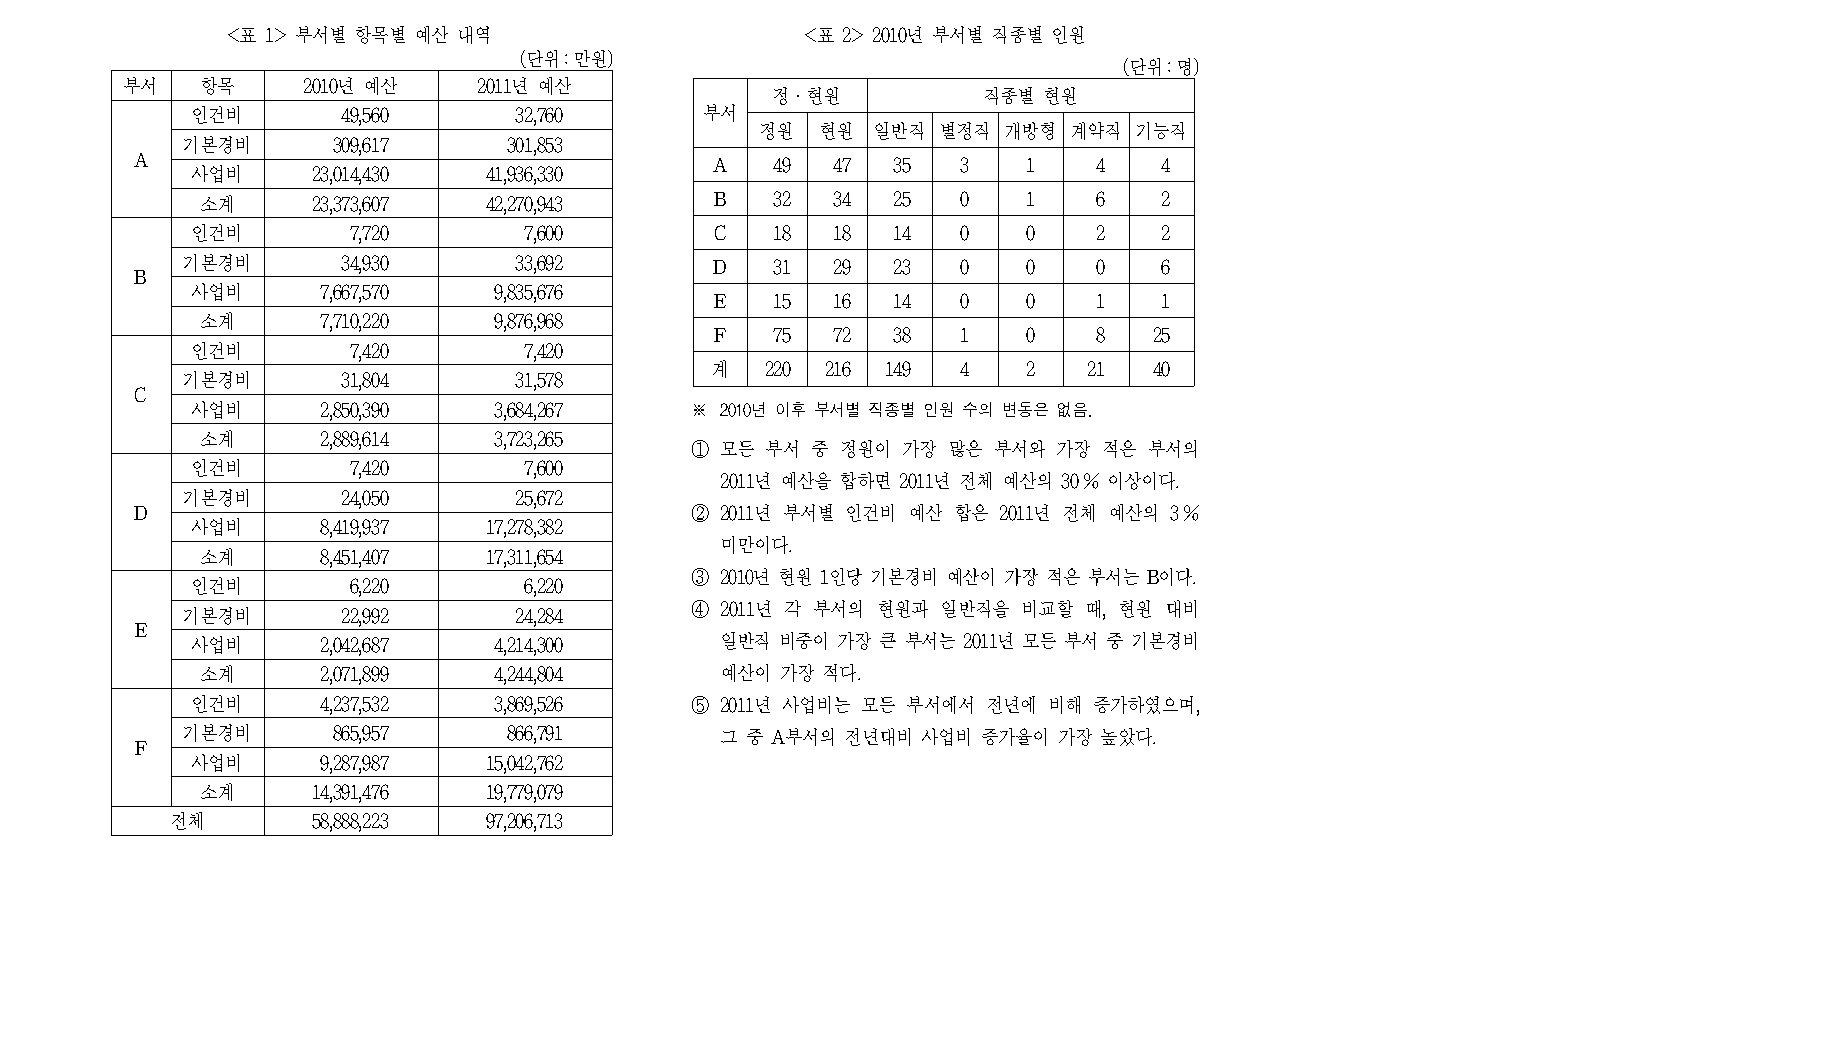 <표 1> 부서별 항목별 예산 내역
(단위 : 만원)
부서 항목 2010년 예산 2011년 예산
A
인건비 49,560 32,760
기본경비 309,617 301,853
사업비 23,014,430 41,936,330
소계 23,373,607 42,270,943
B
인건비 7,720 7,600
기본경비 34,930 33,692
사업비 7,667,570 9,835,676
소계 7,710,220 9,876,968
C
인건비 7,420 7,420
기본경비 31,804 31,578
사업비 2,850,390 3,684,267
소계 2,889,614 3,723,265
D
인건비 7,420 7,600
기본경비 24,050 25,672
사업비 8,419,937 17,278,382
소계 8,451,407 17,311,654
E
인건비 6,220 6,220
기본경비 22,992 24,284
사업비 2,042,687 4,214,300
소계 2,071,899 4,244,804
F
인건비 4,237,532 3,869,526
기본경비 865,957 866,791
사업비 9,287,987 15,042,762
소계 14,391,476 19,779,079
전체 58,888,223 97,206,713
<표 2> 2010년 부서별 직종별 인원
(단위 : 명)
부서 정·현원 직종별 현원
정원 현원 일반직 별정직 개방형 계약직 기능직
A 49 47 35 3 1 4 4
B 32 34 25 0 1 6 2
C 18 18 14 0 0 2 2
D 31 29 23 0 0 0 6
E 15 16 14 0 0 1 1
F 75 72 38 1 0 8 25
계 220 216 149 4 2 21 40
※ 2010년 이후 부서별 직종별 인원 수의 변동은 없음.
① 모든 부서 중 정원이 가장 많은 부서와 가장 적은 부서의
2011년 예산을 합하면 2011년 전체 예산의 30 % 이상이다.
② 2011년 부서별 인건비 예산 합은 2011년 전체 예산의 3 %
미만이다.
③ 2010년 현원 1인당 기본경비 예산이 가장 적은 부서는 B이다.
④ 2011년 각 부서의 현원과 일반직을 비교할 때, 현원 대비
일반직 비중이 가장 큰 부서는 2011년 모든 부서 중 기본경비
예산이 가장 적다.
⑤ 2011년 사업비는 모든 부서에서 전년에 비해 증가하였으며,
그 중 A부서의 전년대비 사업비 증가율이 가장 높았다.